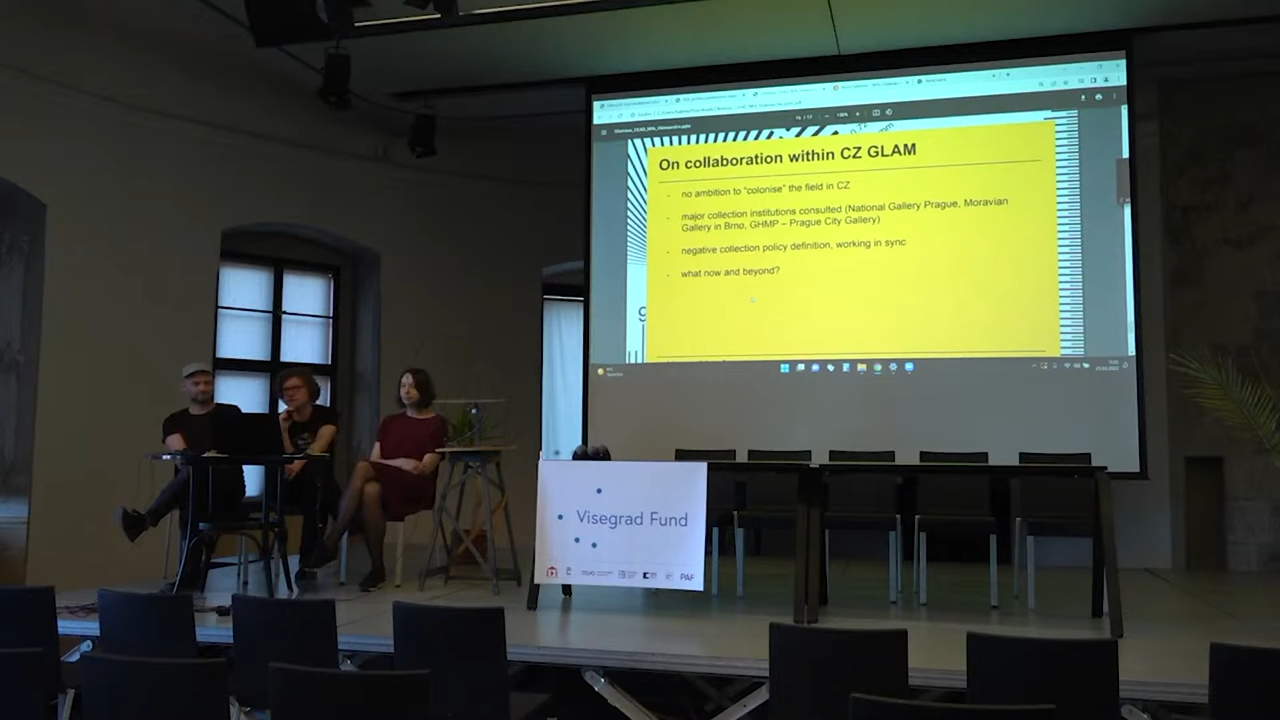 On collaboration within CZ GLAM
- no ambition to "colonise" the field in CZ
- major collection institutions consulted (National Gallery Prague, Moravian
Gallery in Brno, GHMP – Prague City Gallery)
- negative collection policy definition, working in sync
- what now and beyond?
Visegrad Fund
PAF